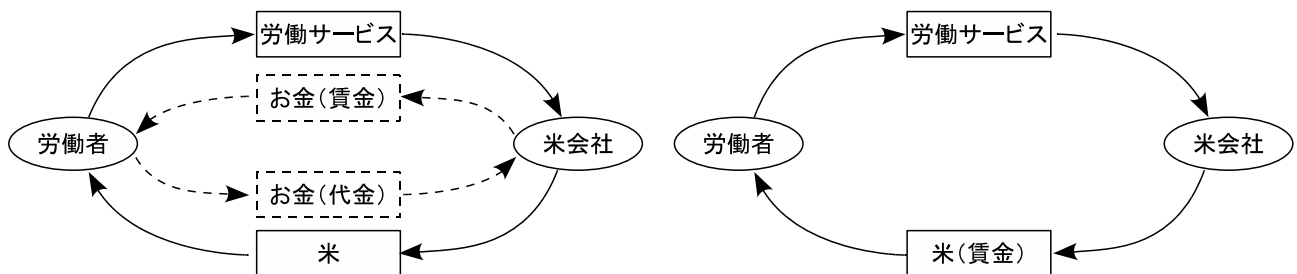 労働サービス
お金（賃金）
労働者
米会社
お金（代金）
米
労働サービス
労働者
米会社
米（賃金）